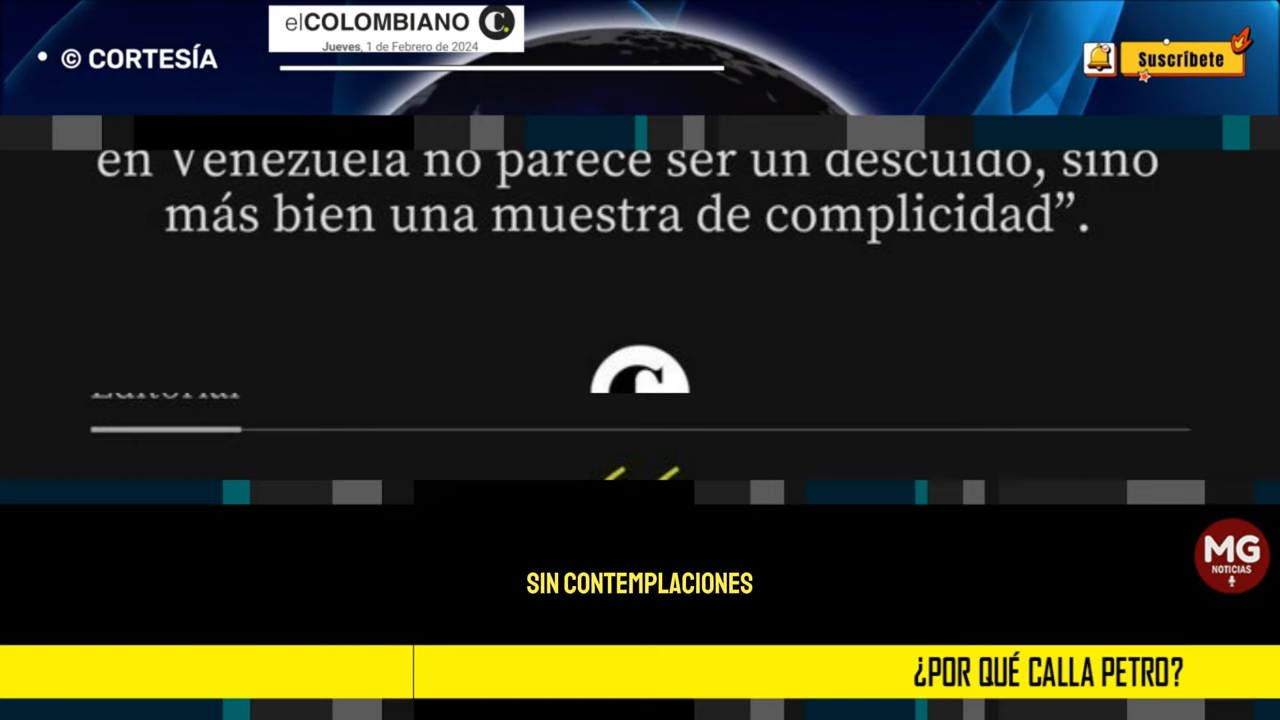 elCOLOMBIANO
Jueves, 1 de Febrero de 2024
• © CORTESÍA
Suscríbete
en Venezuela no parece ser un descuido, sino
más bien una muestra de complicidad”.
Editorial
MG
NOTICIAS
SIN CONTEMPLACIONES
¿POR QUÉ CALLA PETRO?